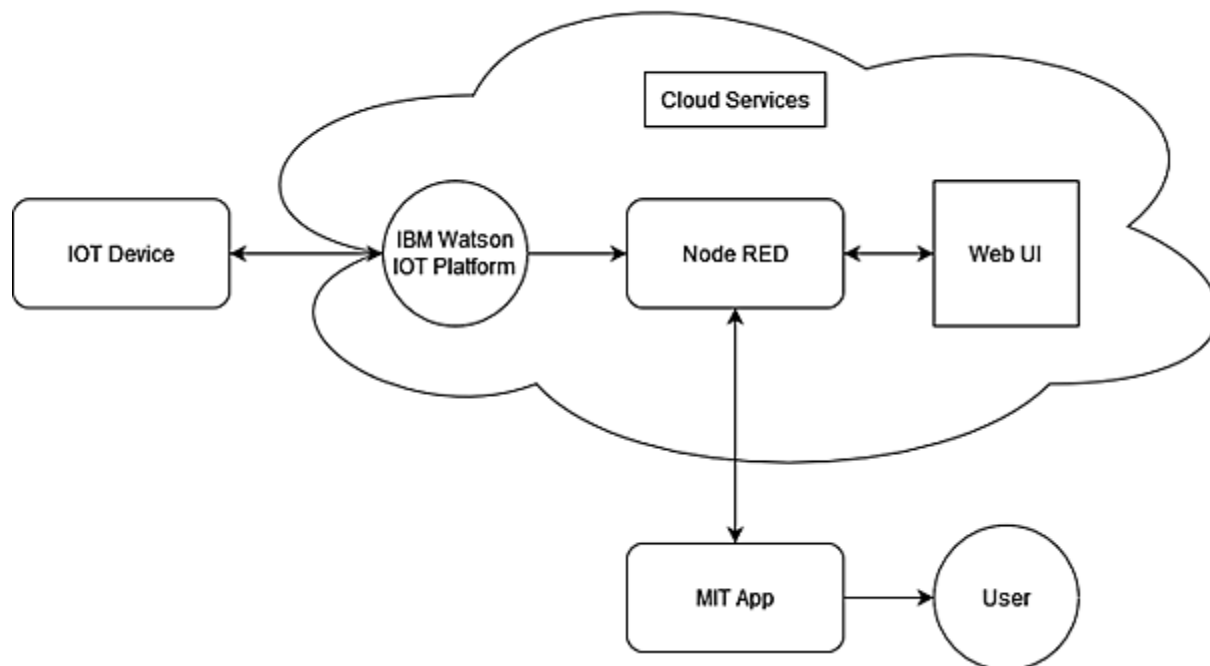 Cloud Services
IOT Device
IBM Watson
IOT Platform
Node RED
Web UI
MIT App
User